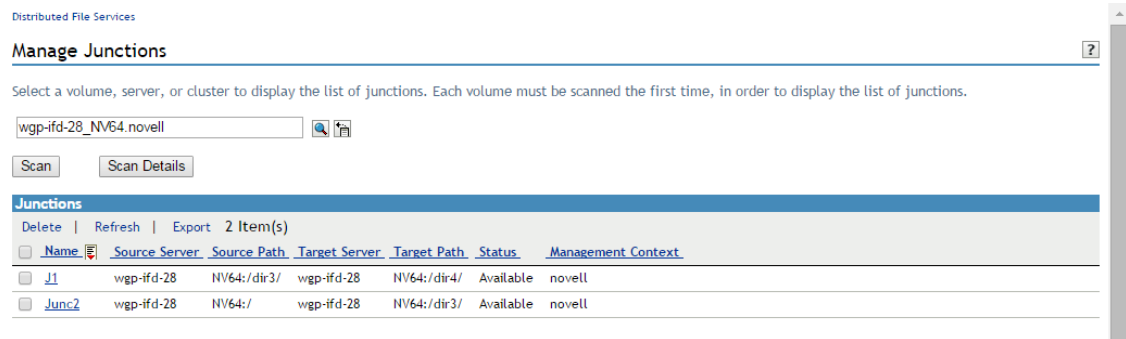 Distributed File Services
Manage Junctions
?
Select a volume, server, or cluster to display the list of junctions. Each volume must be scanned the first time, in order to display the list of junctions.
wgp-ifd-28_NV64.novell
Scan Scan Details
Junctions
Delete | Refresh | Export 2 Item(s)
Name Source Server Source Path Target Server Target Path Status Management Context
J1 wgp-ifd-28 NV64:/dir3/ wgp-ifd-28 NV64:/dir4/ Available novell
Junc2 wgp-ifd-28 NV64:/ wgp-ifd-28 NV64:/dir3/ Available novell